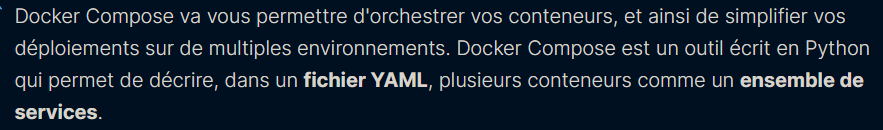 Docker Compose va vous permettre d'orchestrer vos conteneurs, et ainsi de simplifier vos
déploiements sur de multiples environnements. Docker Compose est un outil écrit en Python
qui permet de décrire, dans un fichier YAML, plusieurs conteneurs comme un ensemble de
services.